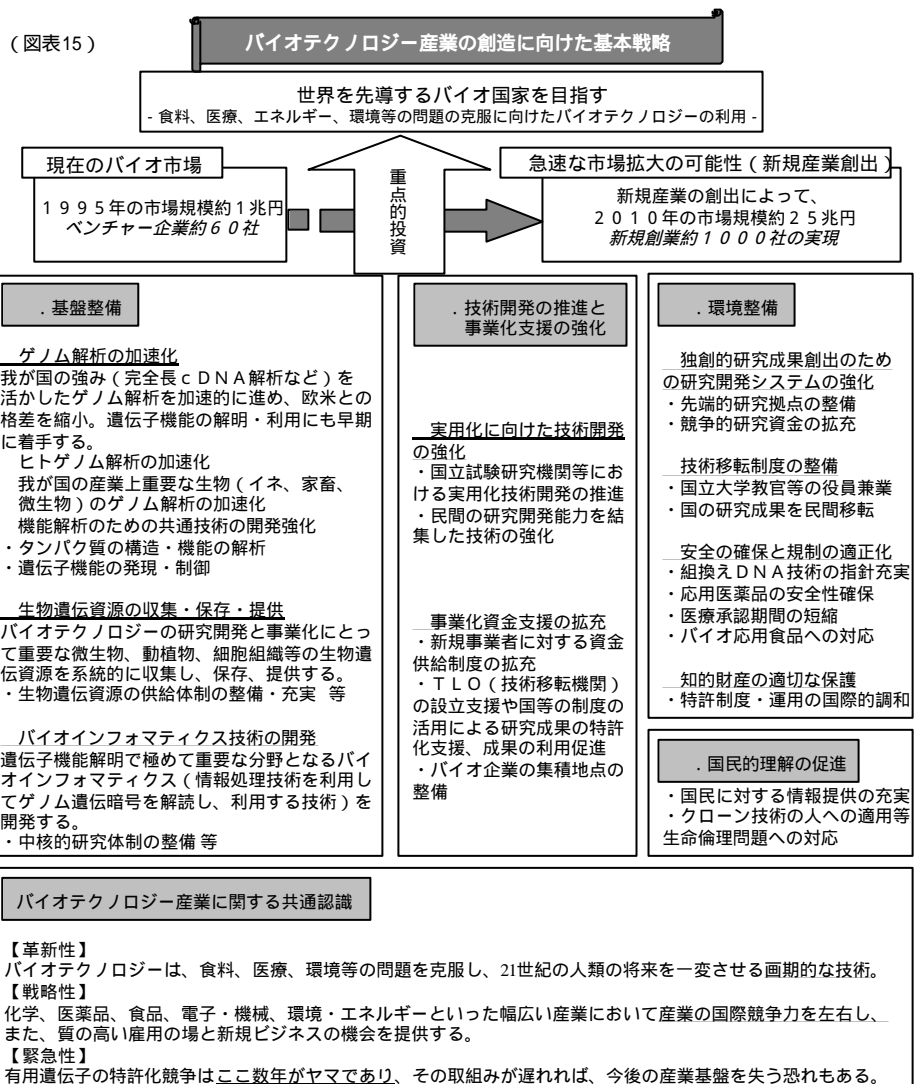 （図表15）
バイオテクノロジー産業の創造に向けた基本戦略
世界を先導するバイオ国家を目指す
- 食料、医療、エネルギー、環境等の問題の克服に向けたバイオテクノロジーの利用 -
現在のバイオ市場
１９９５年の市場規模約１兆円
ベンチャー企業約６０社
重点的投資
急速な市場拡大の可能性（新規産業創出）
新規産業の創出によって、
２０１０年の市場規模約２５兆円
新規創業約１０００社の実現
．基盤整備
ゲノム解析の加速化
我が国の強み（完全長ｃＤＮＡ解析など）を
活かしたゲノム解析を加速的に進め、欧米との
格差を縮小。遺伝子機能の解明・利用にも早期
に着手する。
ヒトゲノム解析の加速化
我が国の産業上重要な生物（イネ、家畜、
微生物）のゲノム解析の加速化
機能解析のための共通技術の開発強化
・タンパク質の構造・機能の解析
・遺伝子機能の発現・制御
生物遺伝資源の収集・保存・提供
バイオテクノロジーの研究開発と事業化にとっ
て重要な微生物、動植物、細胞組織等の生物遺
伝資源を系統的に収集し、保存、提供する。
・生物遺伝資源の供給体制の整備・充実 等
バイオインフォマティクス技術の開発
遺伝子機能解明で極めて重要な分野となるバイ
オインフォマティクス（情報処理技術を利用し
てゲノム遺伝暗号を解読し、利用する技術）を
開発する。
・中核的研究体制の整備 等
．技術開発の推進と
事業化支援の強化
実用化に向けた技術開発
の強化
・国立試験研究機関等にお
ける実用化技術開発の推進
・民間の研究開発能力を結
集した技術の強化
事業化資金支援の拡充
・新規事業者に対する資金
供給制度の拡充
・ＴＬＯ（技術移転機関）
の設立支援や国等の制度の
活用による研究成果の特許
化支援、成果の利用促進
・バイオ企業の集積地点の
整備
．環境整備
独創的研究成果創出のため
の研究開発システムの強化
・先端的研究拠点の整備
・競争的研究資金の拡充
技術移転制度の整備
・国立大学教官等の役員兼業
・国の研究成果を民間移転
安全の確保と規制の適正化
・組換えＤＮＡ技術の指針充実
・応用医薬品の安全性確保
・医療承認期間の短縮
・バイオ応用食品への対応
知的財産の適切な保護
・特許制度・運用の国際的調和
．国民的理解の促進
・国民に対する情報提供の充実
・クローン技術の人への適用等
生命倫理問題への対応
バイオテクノロジー産業に関する共通認識
【革新性】
バイオテクノロジーは、食料、医療、環境等の問題を克服し、21世紀の人類の将来を一変させる画期的な技術。
【戦略性】
化学、医薬品、食品、電子・機械、環境・エネルギーといった幅広い産業において産業の国際競争力を左右し、
また、質の高い雇用の場と新規ビジネスの機会を提供する。
【緊急性】
有用遺伝子の特許化競争はここ数年がヤマであり、その取組みが遅れれば、今後の産業基盤を失う恐れもある。